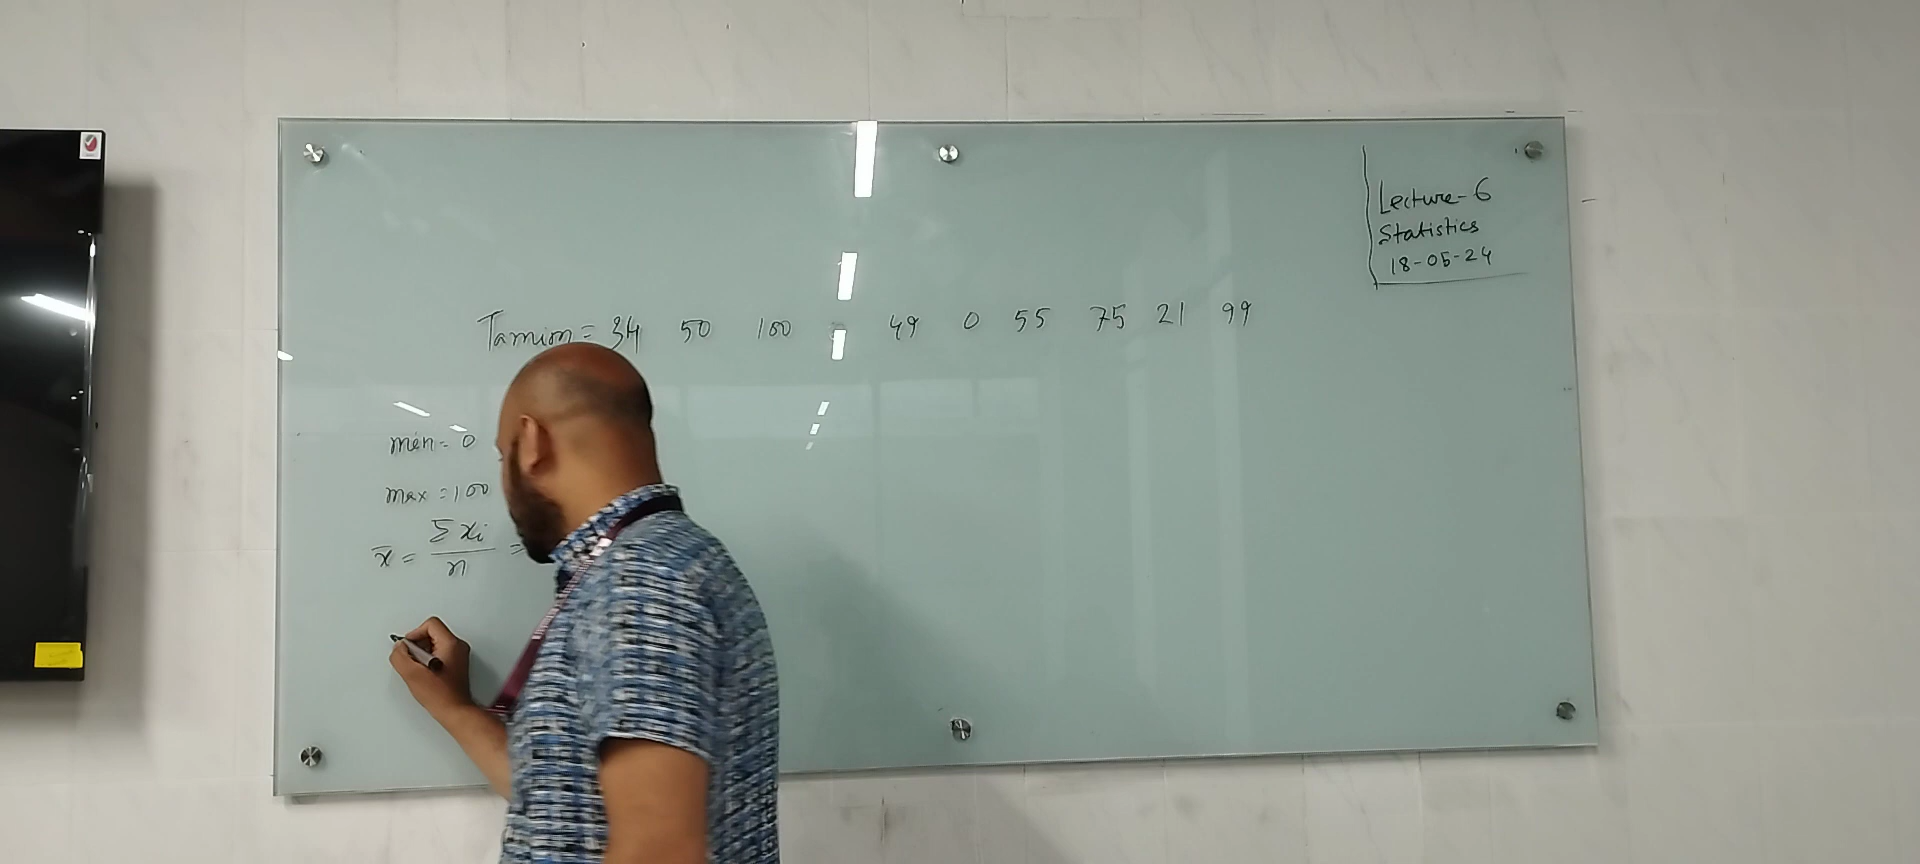 Lecture-6
Statistics
18-05-24
Tamim = 34 50 100 49 0 55 75 21 99
min = 0
max = 100
x̄ = Σxi / n =